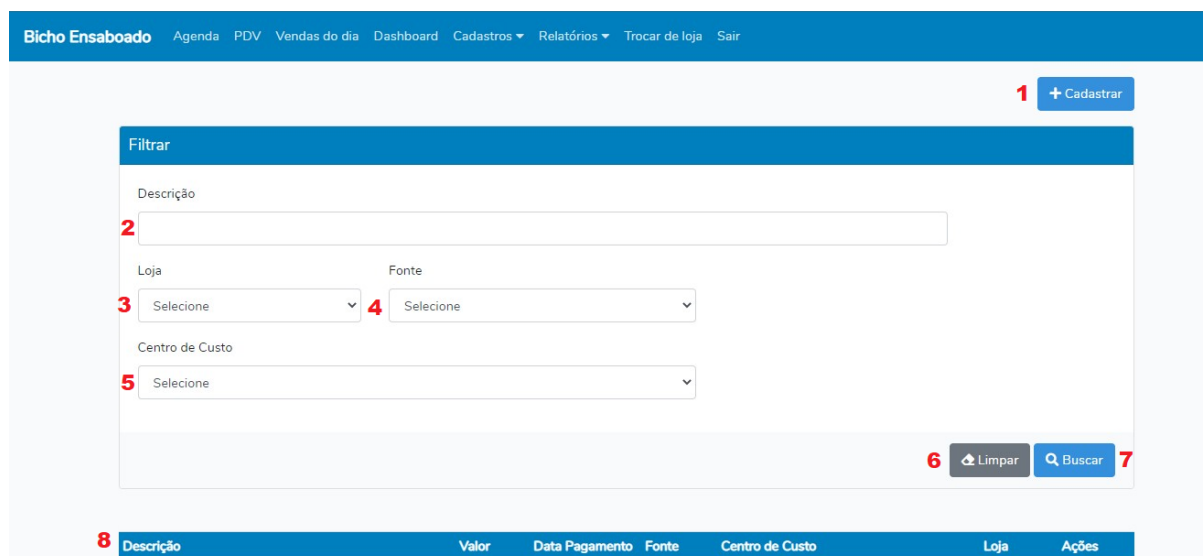 Bicho Ensaboado Agenda PDV Vendas do dia Dashboard Cadastros Relatórios Trocar de loja Sair
1 + Cadastrar
Filtrar
Descrição
2
Loja Fonte
3 Selecione 4 Selecione
Centro de Custo
5 Selecione
6 Limpar Buscar 7
8 Descrição Valor Data Pagamento Fonte Centro de Custo Loja Ações